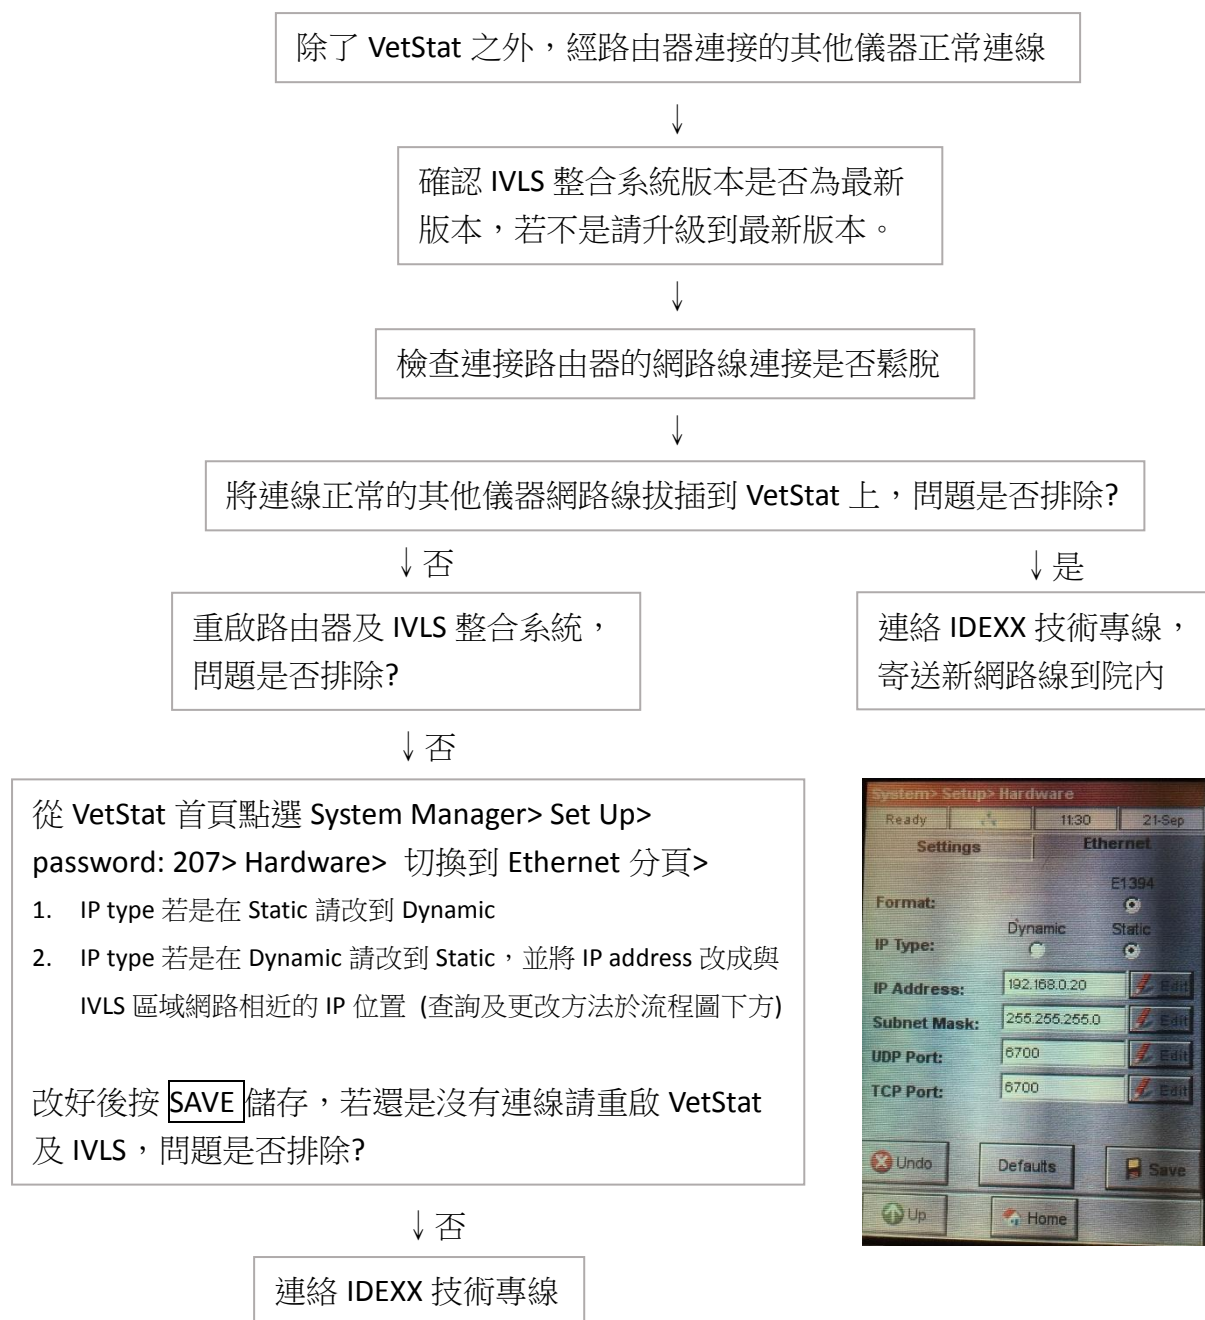 除了 VetStat 之外，經路由器連接的其他儀器正常連線
↓
確認 IVLS 整合系統版本是否為最新
版本，若不是請升級到最新版本。
↓
檢查連接路由器的網路線連接是否鬆脫
↓
將連線正常的其他儀器網路線拔插到 VetStat 上，問題是否排除?
↓否
↓是
重啟路由器及 IVLS 整合系統，
問題是否排除?
連絡 IDEXX 技術專線，
寄送新網路線到院內
↓否
從 VetStat 首頁點選 System Manager> Set Up>
password: 207> Hardware> 切換到 Ethernet 分頁>
1. IP type 若是在 Static 請改到 Dynamic
2. IP type 若是在 Dynamic 請改到 Static，並將 IP address 改成與
IVLS 區域網路相近的 IP 位置 (查詢及更改方法於流程圖下方)
改好後按 SAVE 儲存，若還是沒有連線請重啟 VetStat
及 IVLS，問題是否排除?
System> Setup> Hardware
Ready 11:30 21-Sep
Settings Ethernet
E1394
Format:
Dynamic Static
IP Type:
IP Address: 192.168.0.20 Edit
Subnet Mask: 255.255.255.0 Edit
UDP Port: 6700 Edit
TCP Port: 6700 Edit
Undo Defaults Save
Up Home
↓否
連絡 IDEXX 技術專線